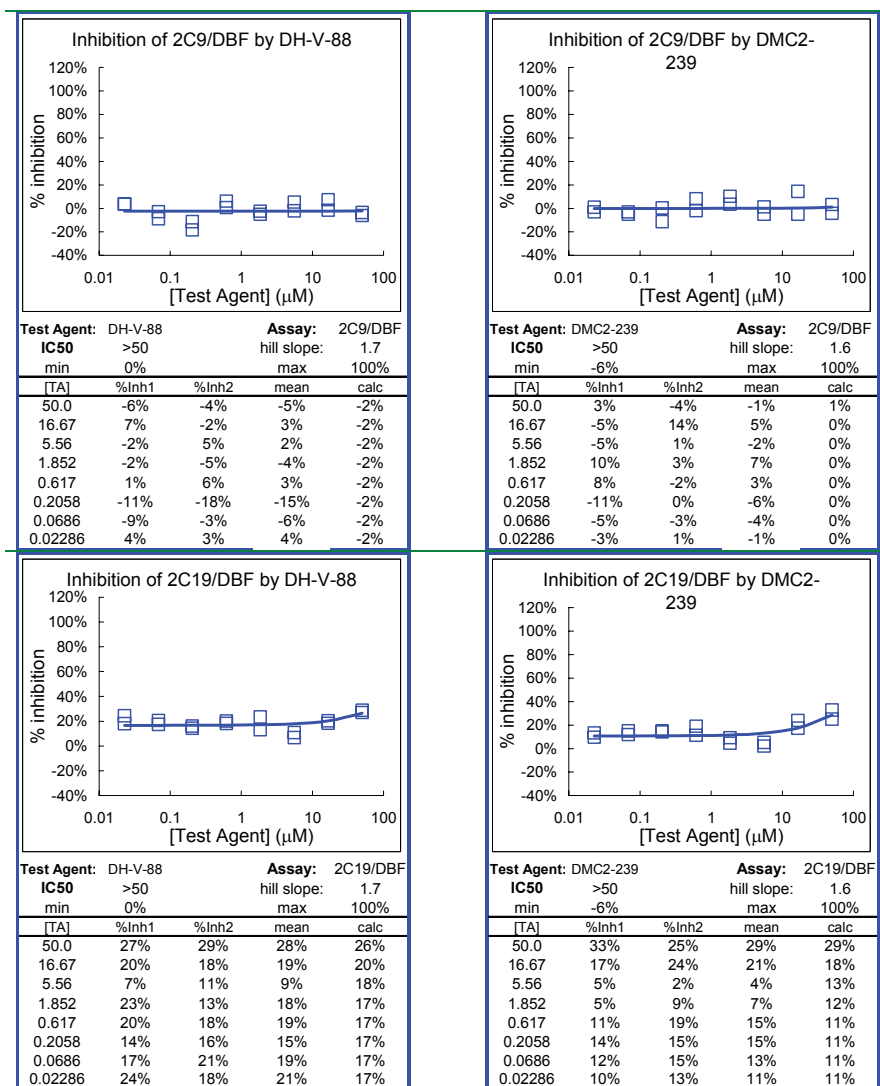 Inhibition of 2C9/DBF by DH-V-88
120%
100%
80%
60%
40%
20%
0%
-20%
-40%
% inhibition
0.01 0.1 1 10 100
[Test Agent] (µM)
Test Agent: DH-V-88 Assay: 2C9/DBF
IC50 >50 hill slope: 1.7
min 0% max 100%
[TA] %Inh1 %Inh2 mean calc
50.0 -6% -4% -5% -2%
16.67 7% -2% 3% -2%
5.56 -2% 5% 2% -2%
1.852 -2% -5% -4% -2%
0.617 1% 6% 3% -2%
0.2058 -11% -18% -15% -2%
0.0686 -9% -3% -6% -2%
0.02286 4% 3% 4% -2%
Inhibition of 2C9/DBF by DMC2-
239
120%
100%
80%
60%
40%
20%
0%
-20%
-40%
% inhibition
0.01 0.1 1 10 100
[Test Agent] (µM)
Test Agent: DMC2-239 Assay: 2C9/DBF
IC50 >50 hill slope: 1.6
min -6% max 100%
[TA] %Inh1 %Inh2 mean calc
50.0 3% -4% -1% 1%
16.67 -5% 14% 5% 0%
5.56 -5% 1% -2% 0%
1.852 10% 3% 7% 0%
0.617 8% -2% 3% 0%
0.2058 -11% 0% -6% 0%
0.0686 -5% -3% -4% 0%
0.02286 -3% 1% -1% 0%
Inhibition of 2C19/DBF by DH-V-88
120%
100%
80%
60%
40%
20%
0%
-20%
-40%
% inhibition
0.01 0.1 1 10 100
[Test Agent] (µM)
Test Agent: DH-V-88 Assay: 2C19/DBF
IC50 >50 hill slope: 1.7
min 0% max 100%
[TA] %Inh1 %Inh2 mean calc
50.0 27% 29% 28% 26%
16.67 20% 18% 19% 20%
5.56 7% 11% 9% 18%
1.852 23% 13% 18% 17%
0.617 20% 18% 19% 17%
0.2058 14% 16% 15% 17%
0.0686 17% 21% 19% 17%
0.02286 24% 18% 21% 17%
Inhibition of 2C19/DBF by DMC2-
239
120%
100%
80%
60%
40%
20%
0%
-20%
-40%
% inhibition
0.01 0.1 1 10 100
[Test Agent] (µM)
Test Agent: DMC2-239 Assay: 2C19/DBF
IC50 >50 hill slope: 1.6
min -6% max 100%
[TA] %Inh1 %Inh2 mean calc
50.0 33% 25% 29% 29%
16.67 17% 24% 21% 18%
5.56 5% 2% 4% 13%
1.852 5% 9% 7% 12%
0.617 11% 19% 15% 11%
0.2058 14% 15% 15% 11%
0.0686 12% 15% 13% 11%
0.02286 10% 13% 11% 11%